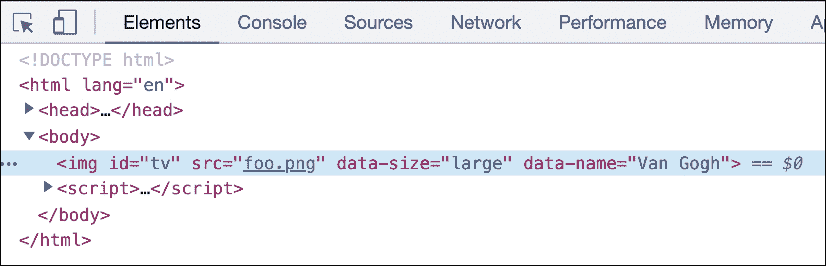 Elements Console Sources Network Performance Memory
<!DOCTYPE html>
<html lang="en">
<head>…</head>
<body>
<img id="tv" src="foo.png" data-size="large" data-name="Van Gogh"> == $0
<script>…</script>
</body>
</html>